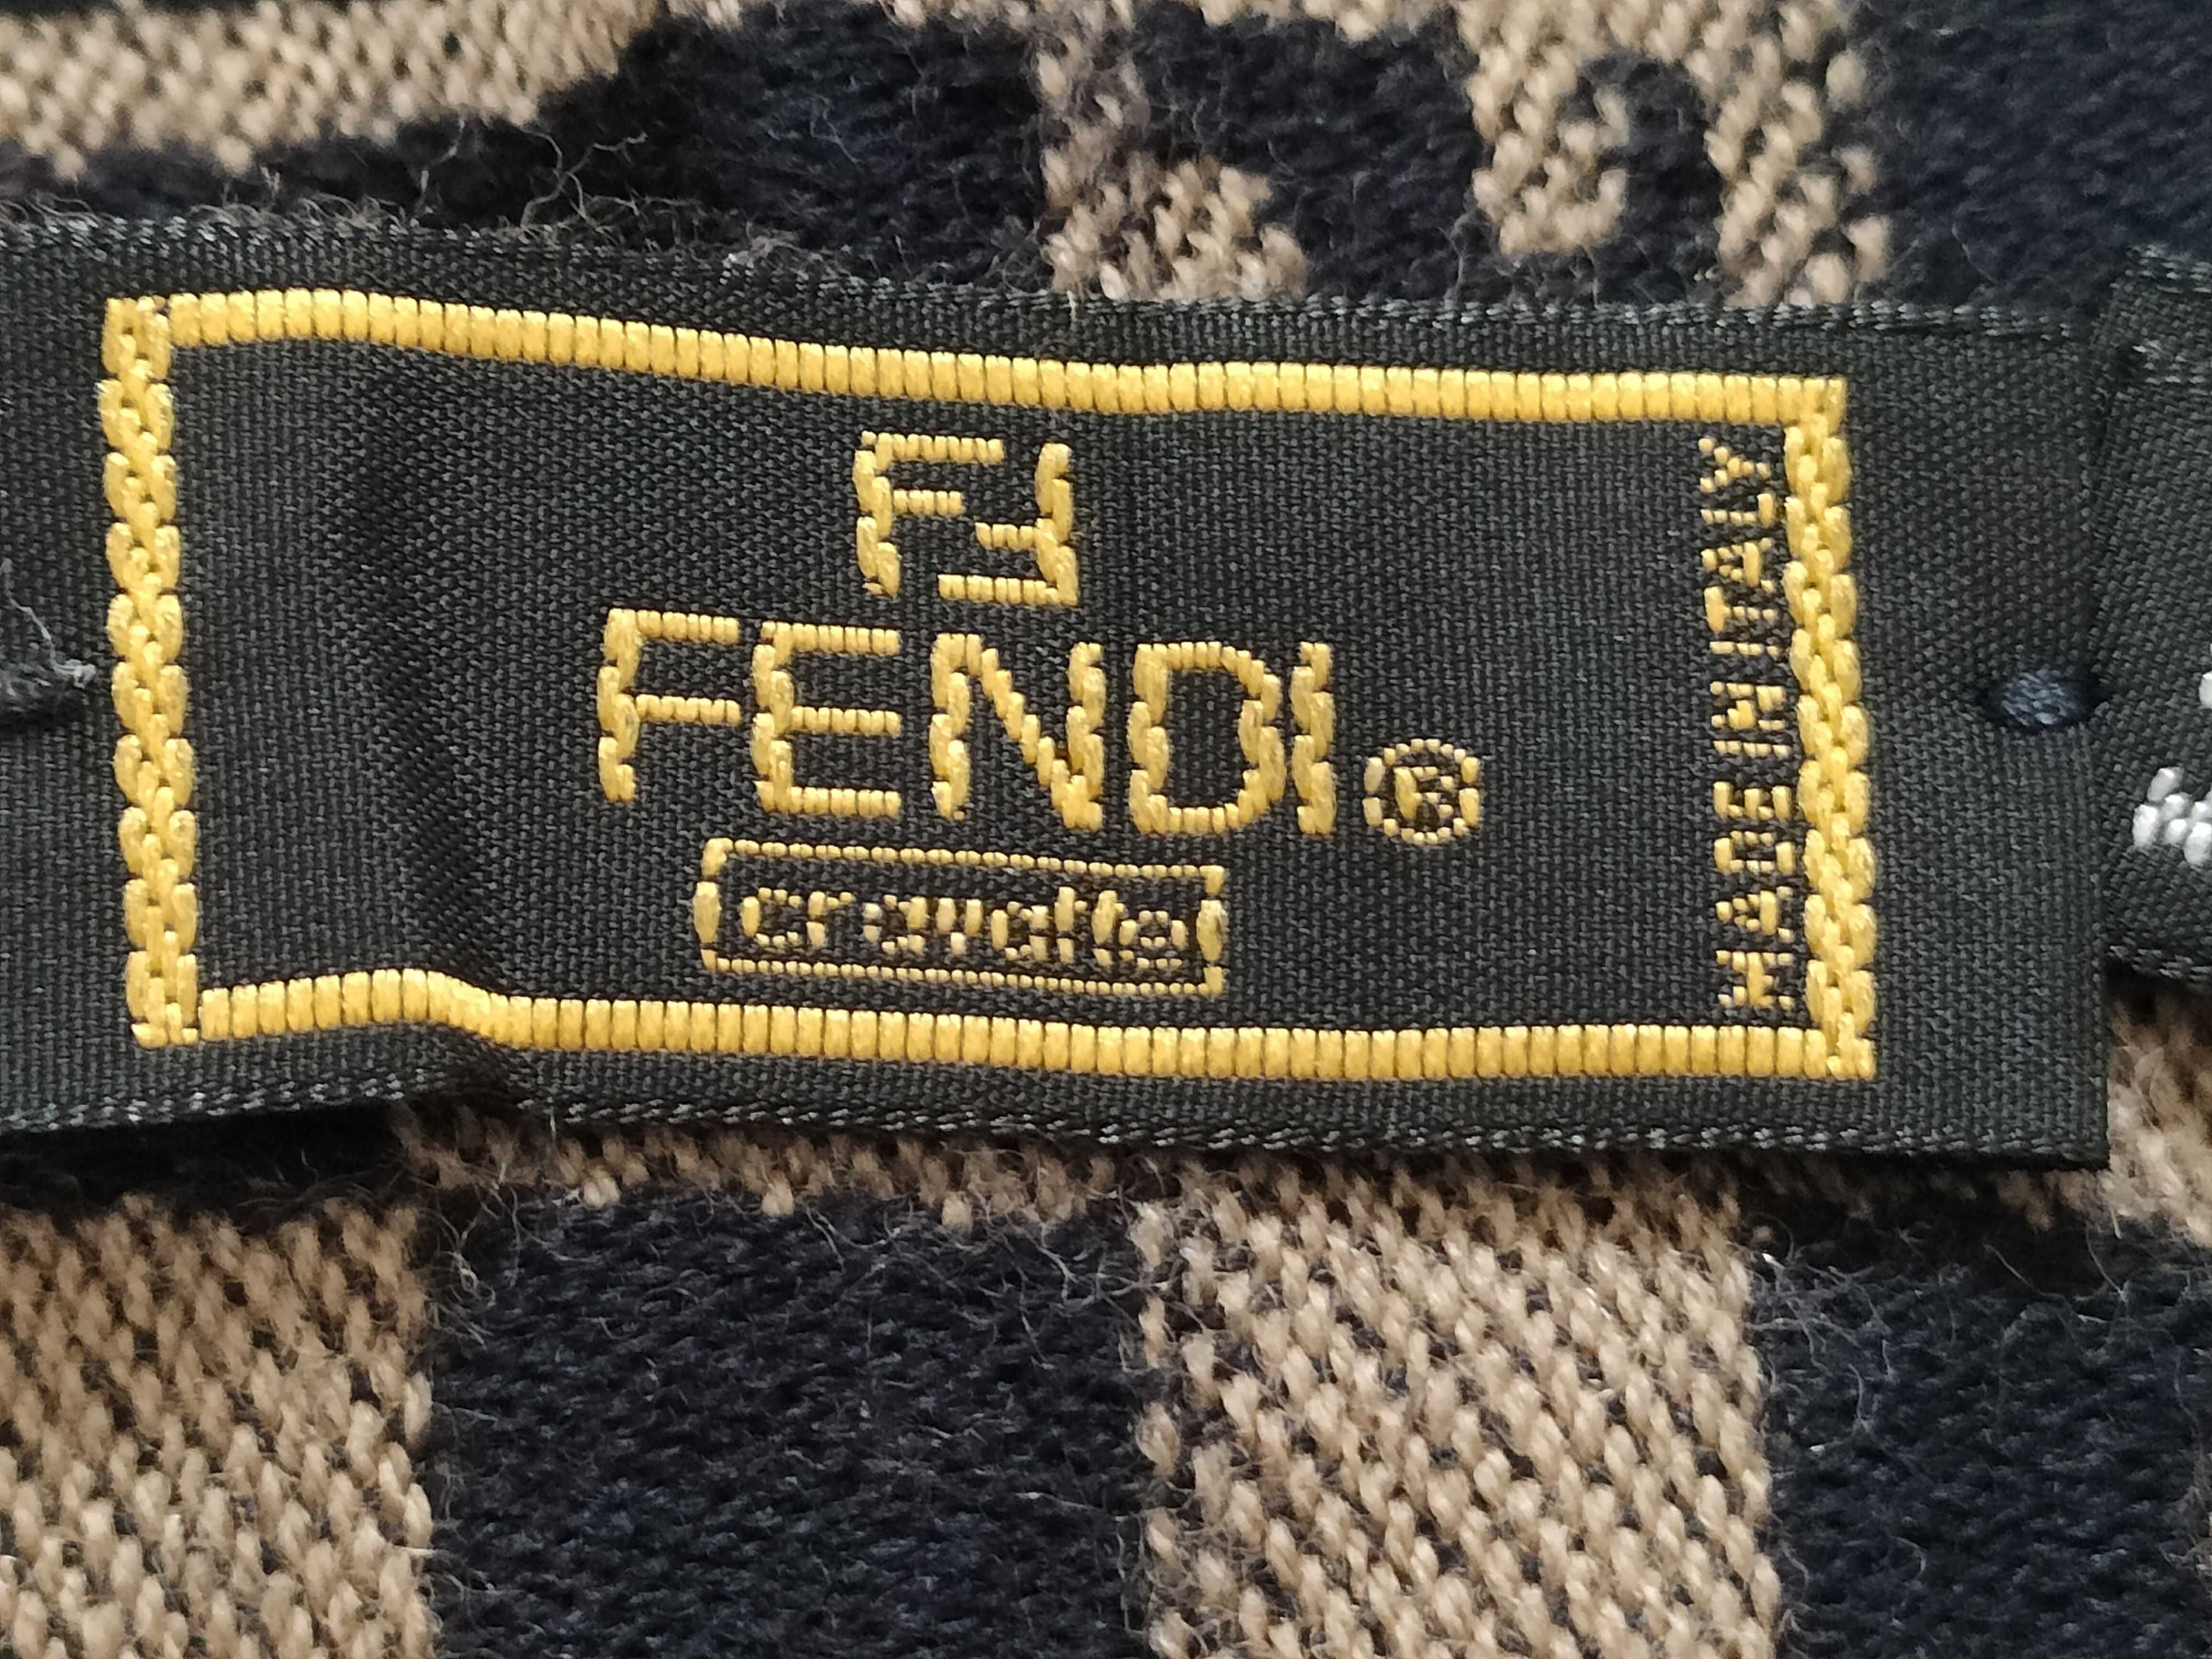 FF
FENDI®
cravatte
MADE IN ITALY